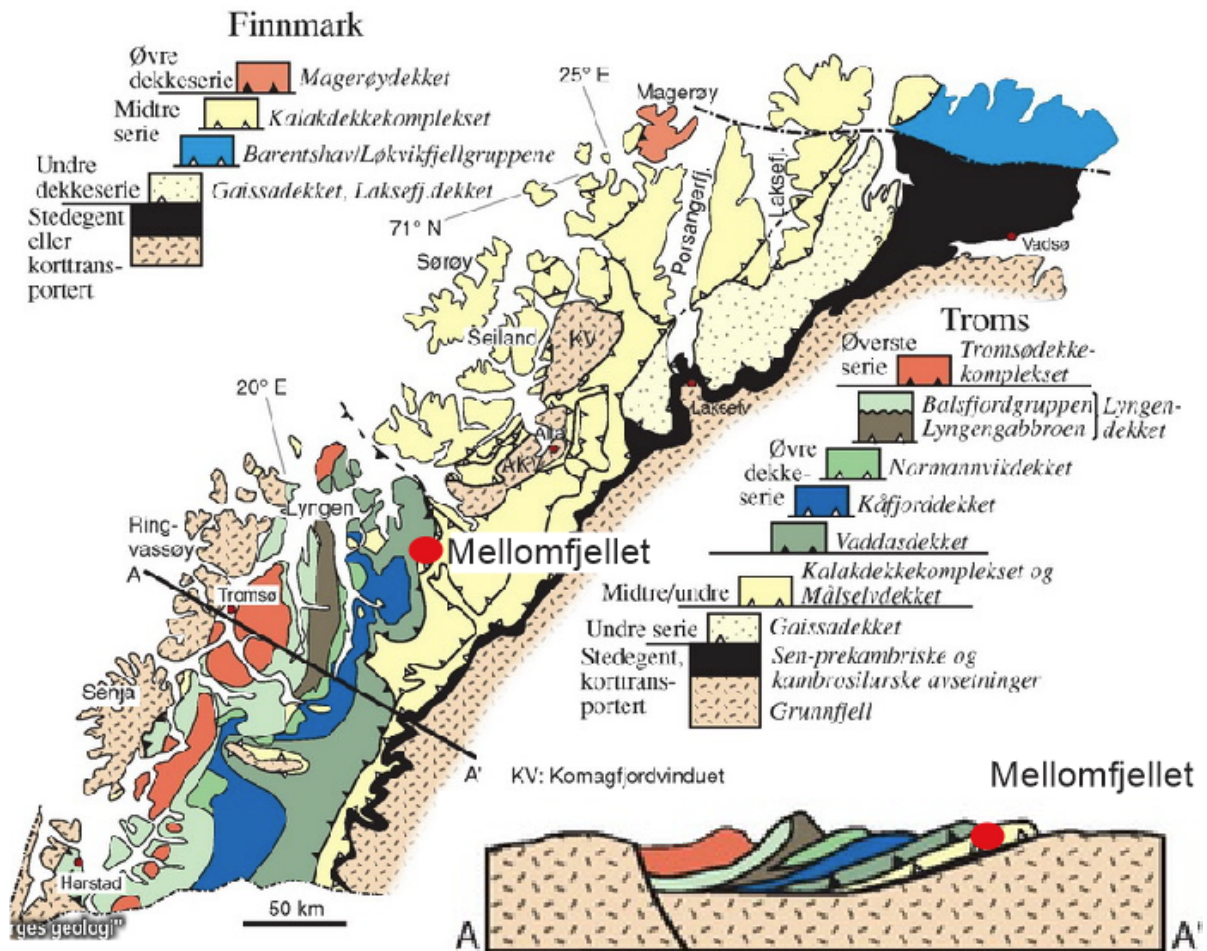 Finnmark
Øvre
dekkeserie
Magerøydekket
Midtre
serie
Kalakdekkekomplekset
Barentshav/Løkvikfjellgruppene
Undre
dekkeserie
Gaissadekket, Laksefj.dekket
Stedegent
eller
korttrans-
portert
25° E
Magerøy
71° N
Porsangerfj.
Laksefj.
Vadsø
Sørøy
Seiland
KV
Alta
AKV
Lakselv
20° E
Lyngen
Ring-
vassøy
A
Tromsø
Mellomfjellet
Senja
A'
Harstad
rges geologi"
50 km
Troms
Øverste
serie
Tromsødekke-
komplekset
Balsfjordgruppen
Lyngengabbroen
Lyngen-
dekket
Øvre
dekke-
serie
Normannvikdekket
Kåfjorddekket
Vaddasdekket
Midtre/undre
Kalakdekkekomplekset og
Målselvdekket
Undre serie
Gaissadekket
Stedegent,
korttrans-
portert
Sen-prekambriske og
kambrosilurske avsetninger
Grunnfjell
KV: Komagfjordvinduet
Mellomfjellet
A
A'